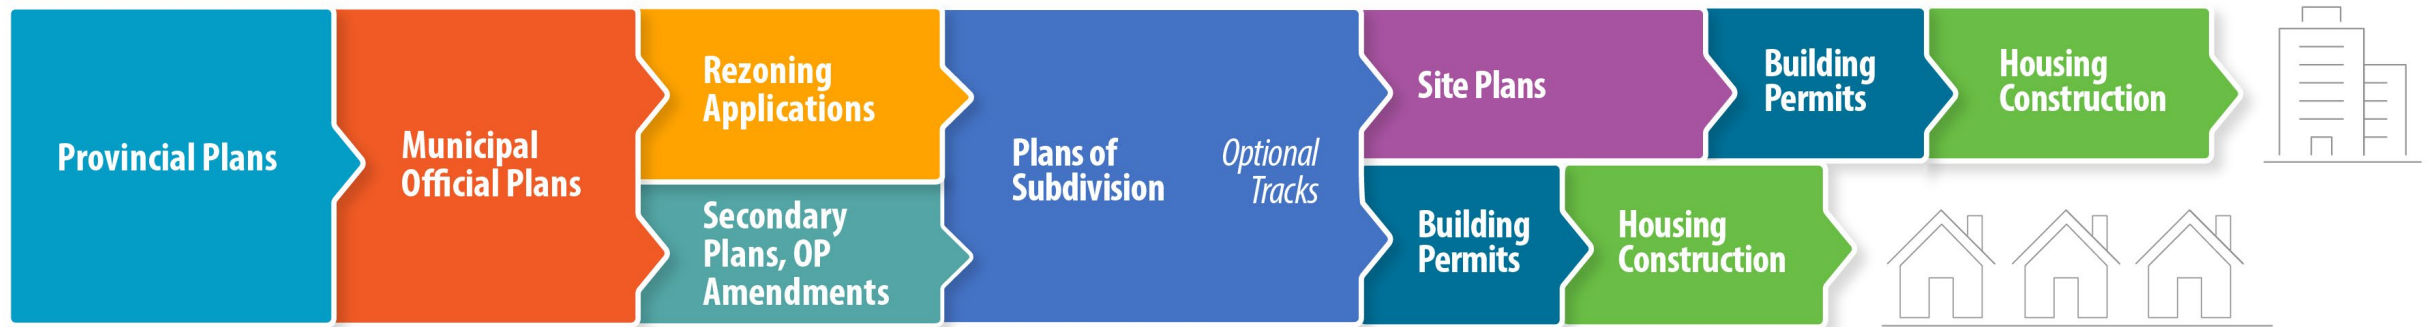 Provincial Plans
Municipal
Official Plans
Rezoning
Applications
Secondary
Plans, OP
Amendments
Plans of
Subdivision
Optional
Tracks
Site Plans
Building
Permits
Housing
Construction
Building
Permits
Housing
Construction